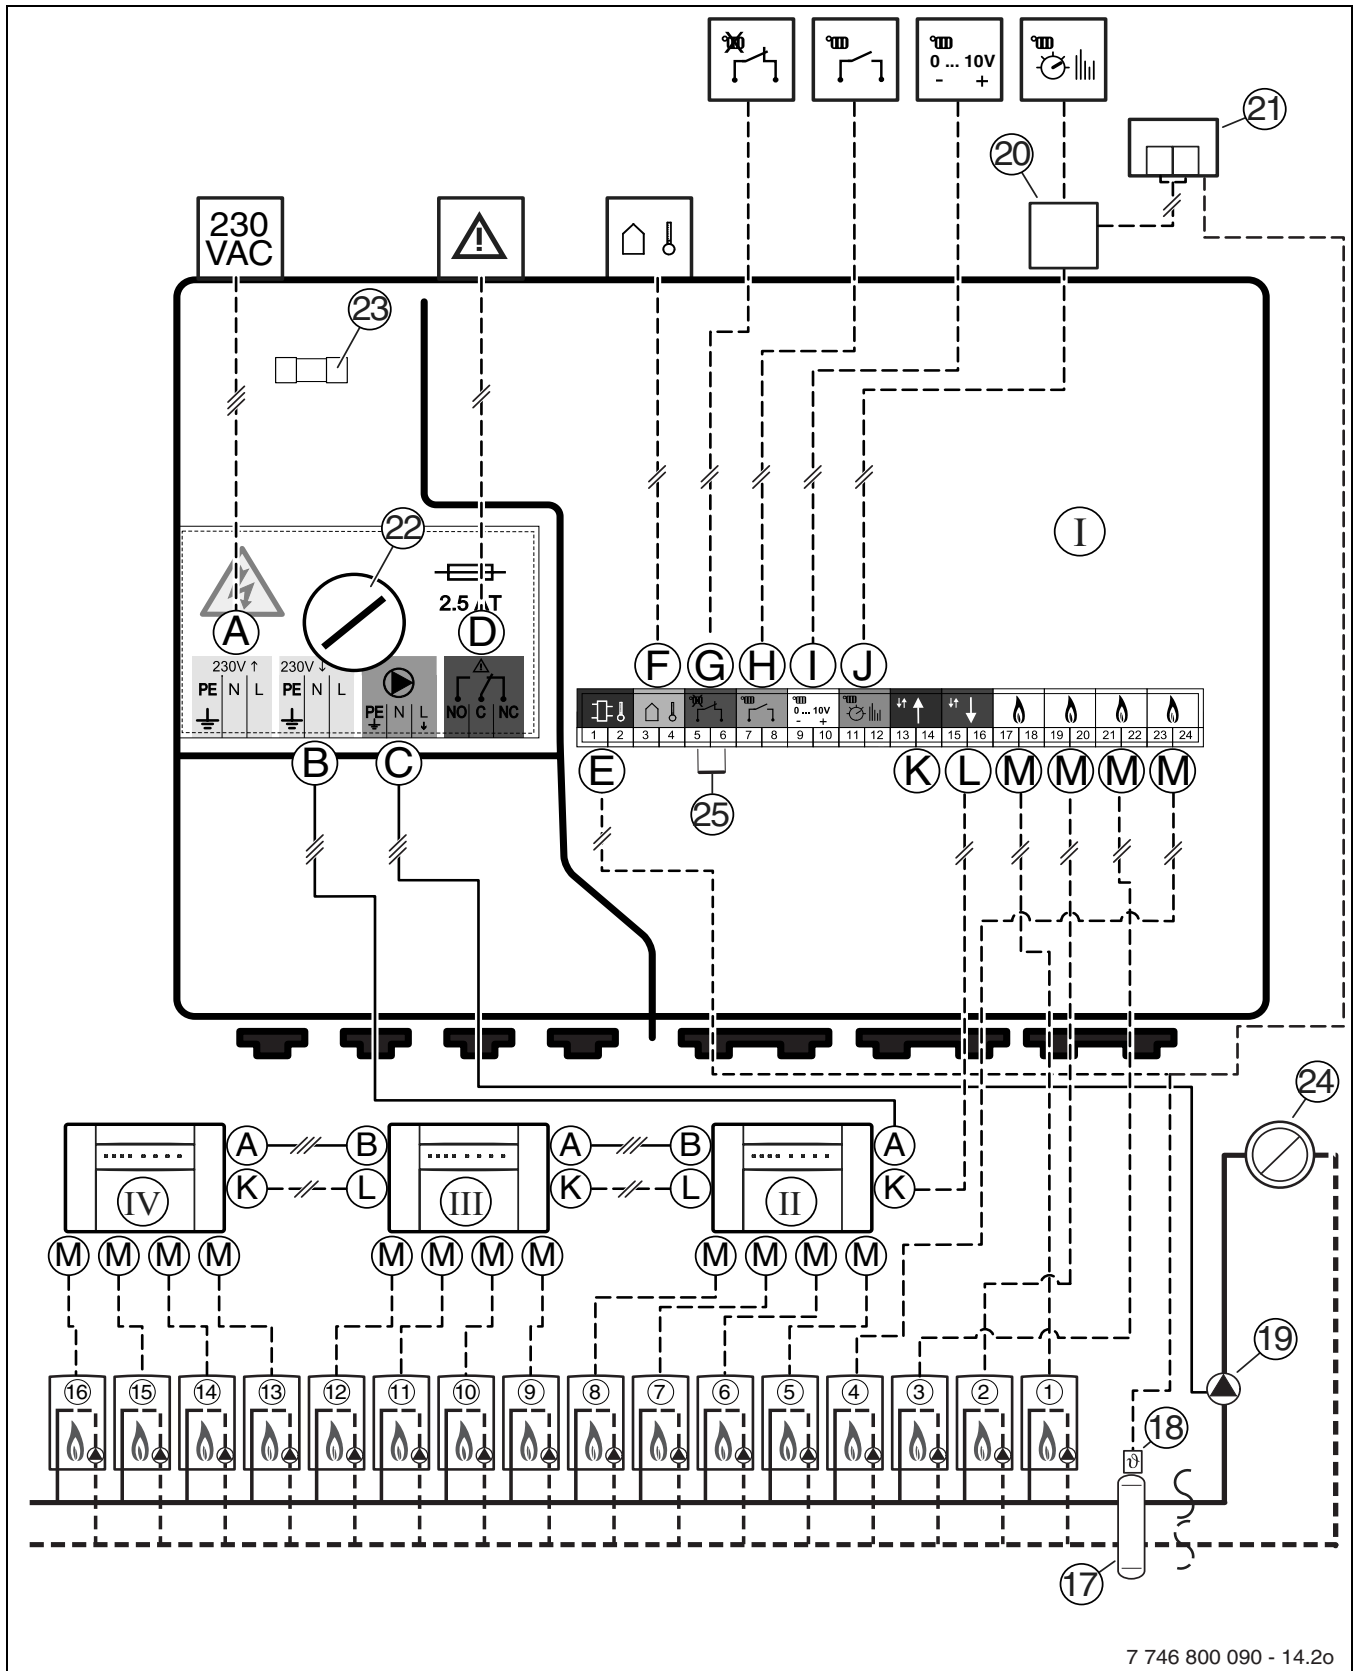 0 ... 10V
- +
21
20
230
VAC
23
I
22
2.5 AT
A
D
F G H I J
230V ↑
230V ↓
PE N L
PE N L
PE N L
NO C NC
0 ... 10V
- +
1 2 3 4 5 6 7 8 9 10 11 12 13 14 15 16 17 18 19 20 21 22 23 24
B C
E
K L M M M M
25
24
A B A B A
IV III II
K L K L K
M M M M M M M M M M M M
19
16 15 14 13 12 11 10 9 8 7 6 5 4 3 2 1
18
ϑ
17
7 746 800 090 - 14.2o